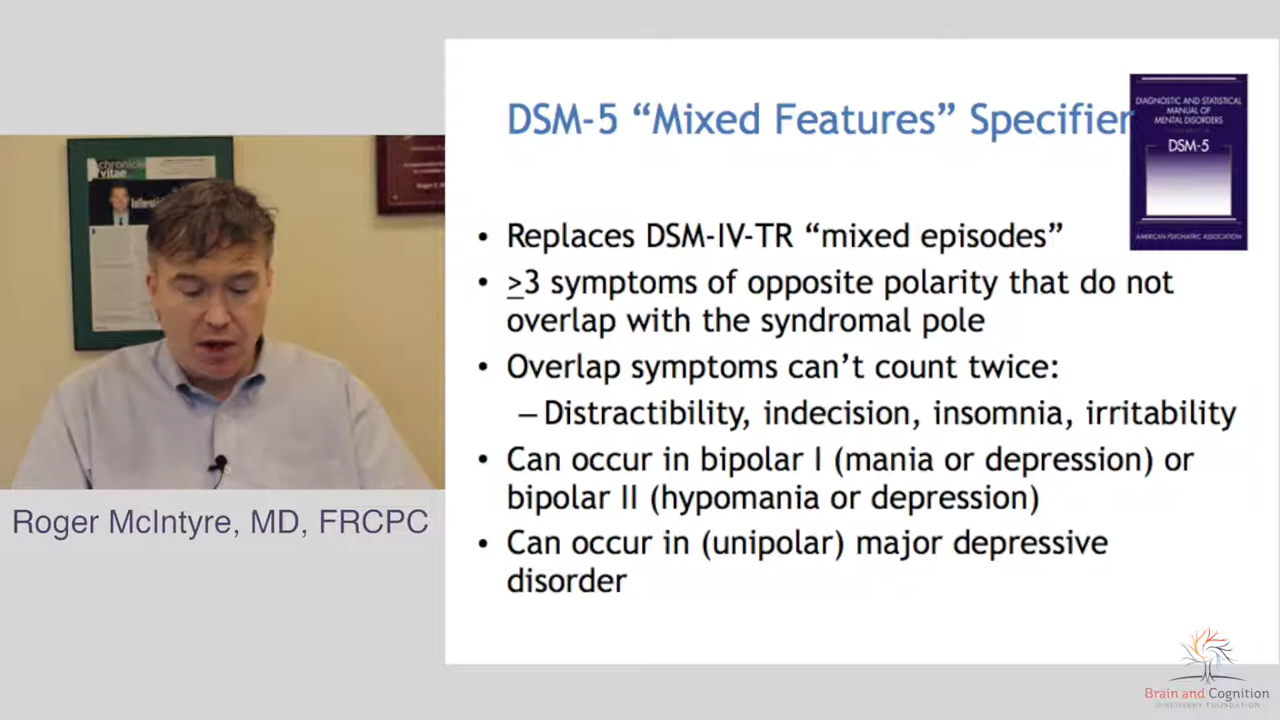 DSM-5 “Mixed Features” Specifier
DIAGNOSTIC AND STATISTICAL
MANUAL OF
MENTAL DISORDERS
DSM-5
AMERICAN PSYCHIATRIC ASSOCIATION
chronicle
vitae
• Replaces DSM-IV-TR “mixed episodes”
• >3 symptoms of opposite polarity that do not
overlap with the syndromal pole
• Overlap symptoms can’t count twice:
– Distractibility, indecision, insomnia, irritability
• Can occur in bipolar I (mania or depression) or
bipolar II (hypomania or depression)
• Can occur in (unipolar) major depressive
disorder
Roger McIntyre, MD, FRCPC
Brain and Cognition
DISCOVERY FOUNDATION